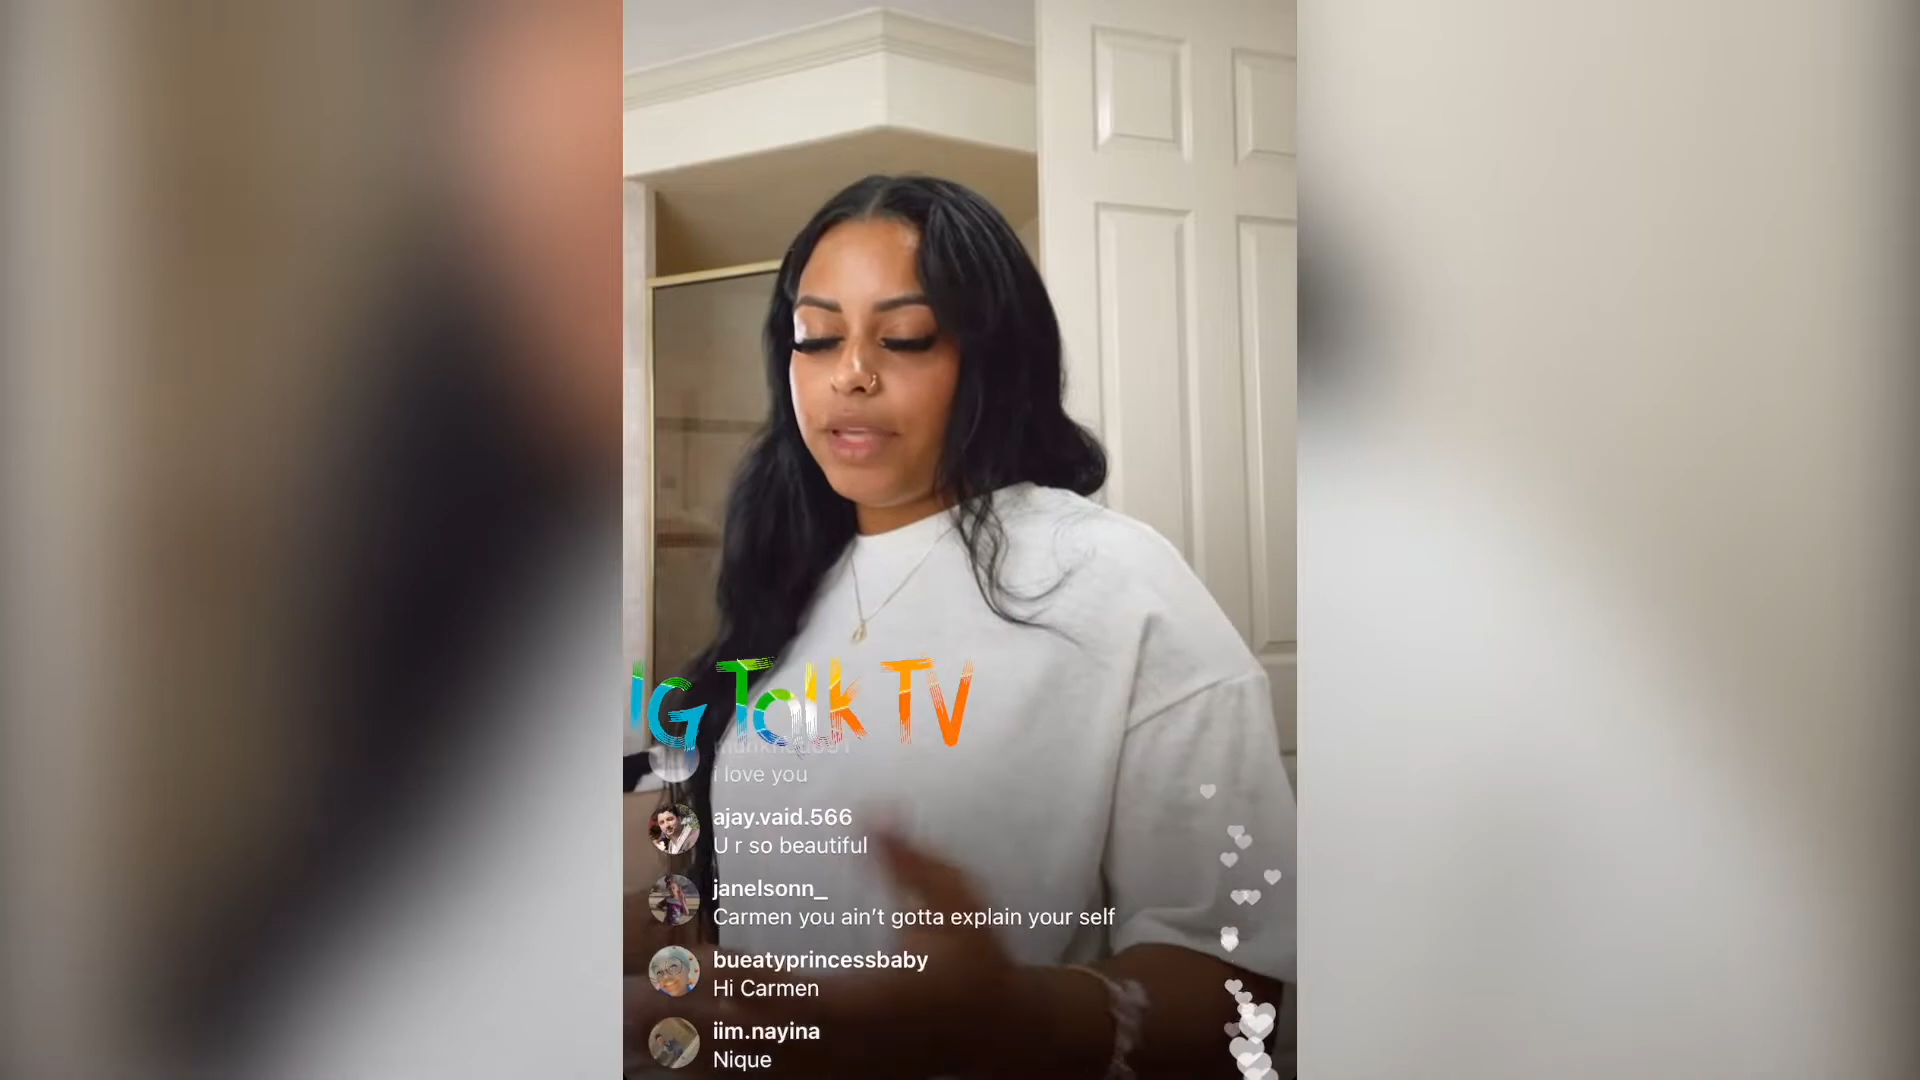 IG Talk TV
i love you
ajay.vaid.566
U r so beautiful
janelsonn_
Carmen you ain’t gotta explain your self
bueatyprincessbaby
Hi Carmen
iim.nayina
Nique